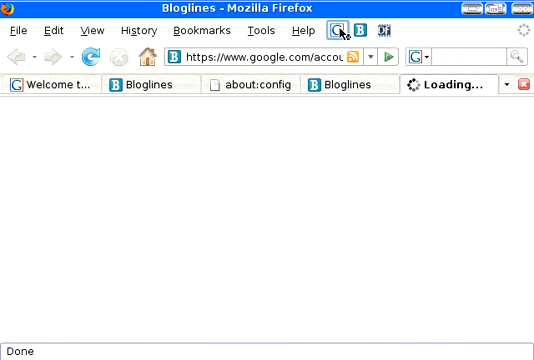 Bloglines - Mozilla Firefox
File Edit View History Bookmarks Tools Help G B DF
B https://www.google.com/accou G
G Welcome t... B Bloglines about:config B Bloglines Loading...
Done